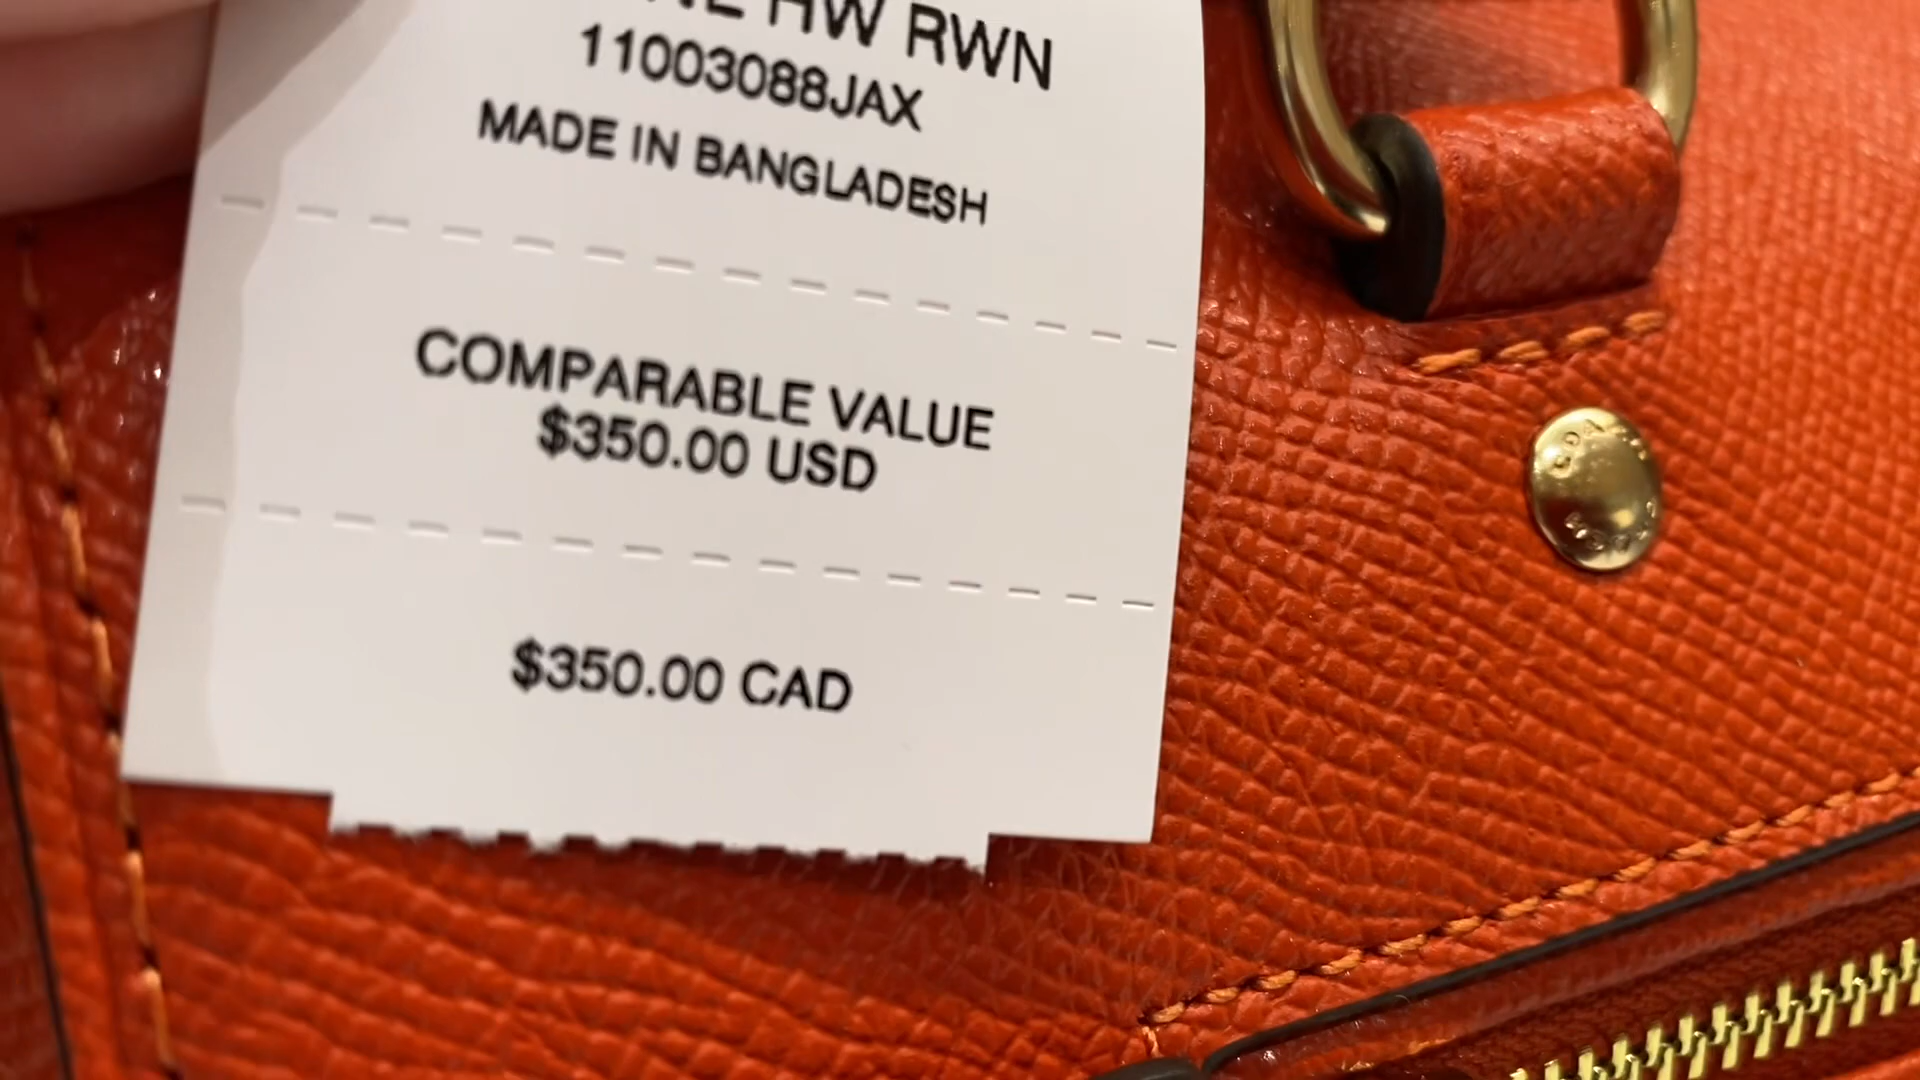 HW RWN
11003088JAX
MADE IN BANGLADESH
COMPARABLE VALUE
$350.00 USD
$350.00 CAD